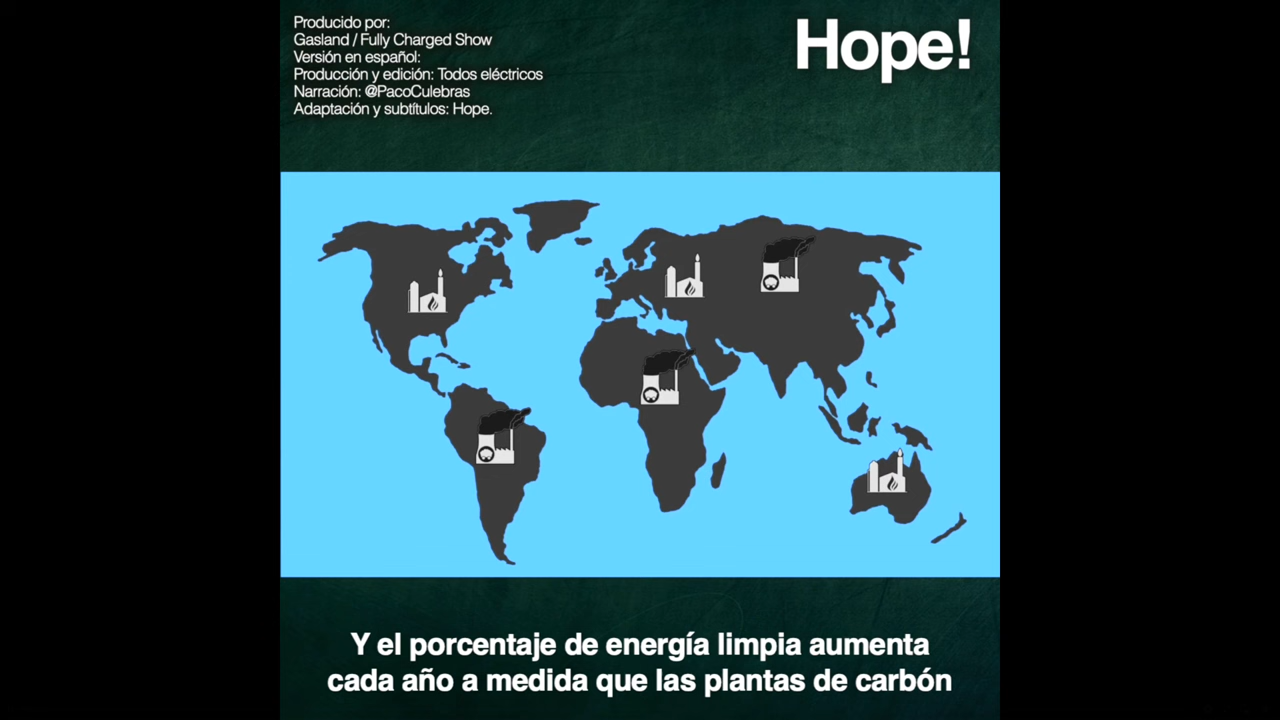 Producido por:
Gasland / Fully Charged Show
Versión en español:
Producción y edición: Todos eléctricos
Narración: @PacoCulebras
Adaptación y subtítulos: Hope.
Hope!
Y el porcentaje de energía limpia aumenta
cada año a medida que las plantas de carbón